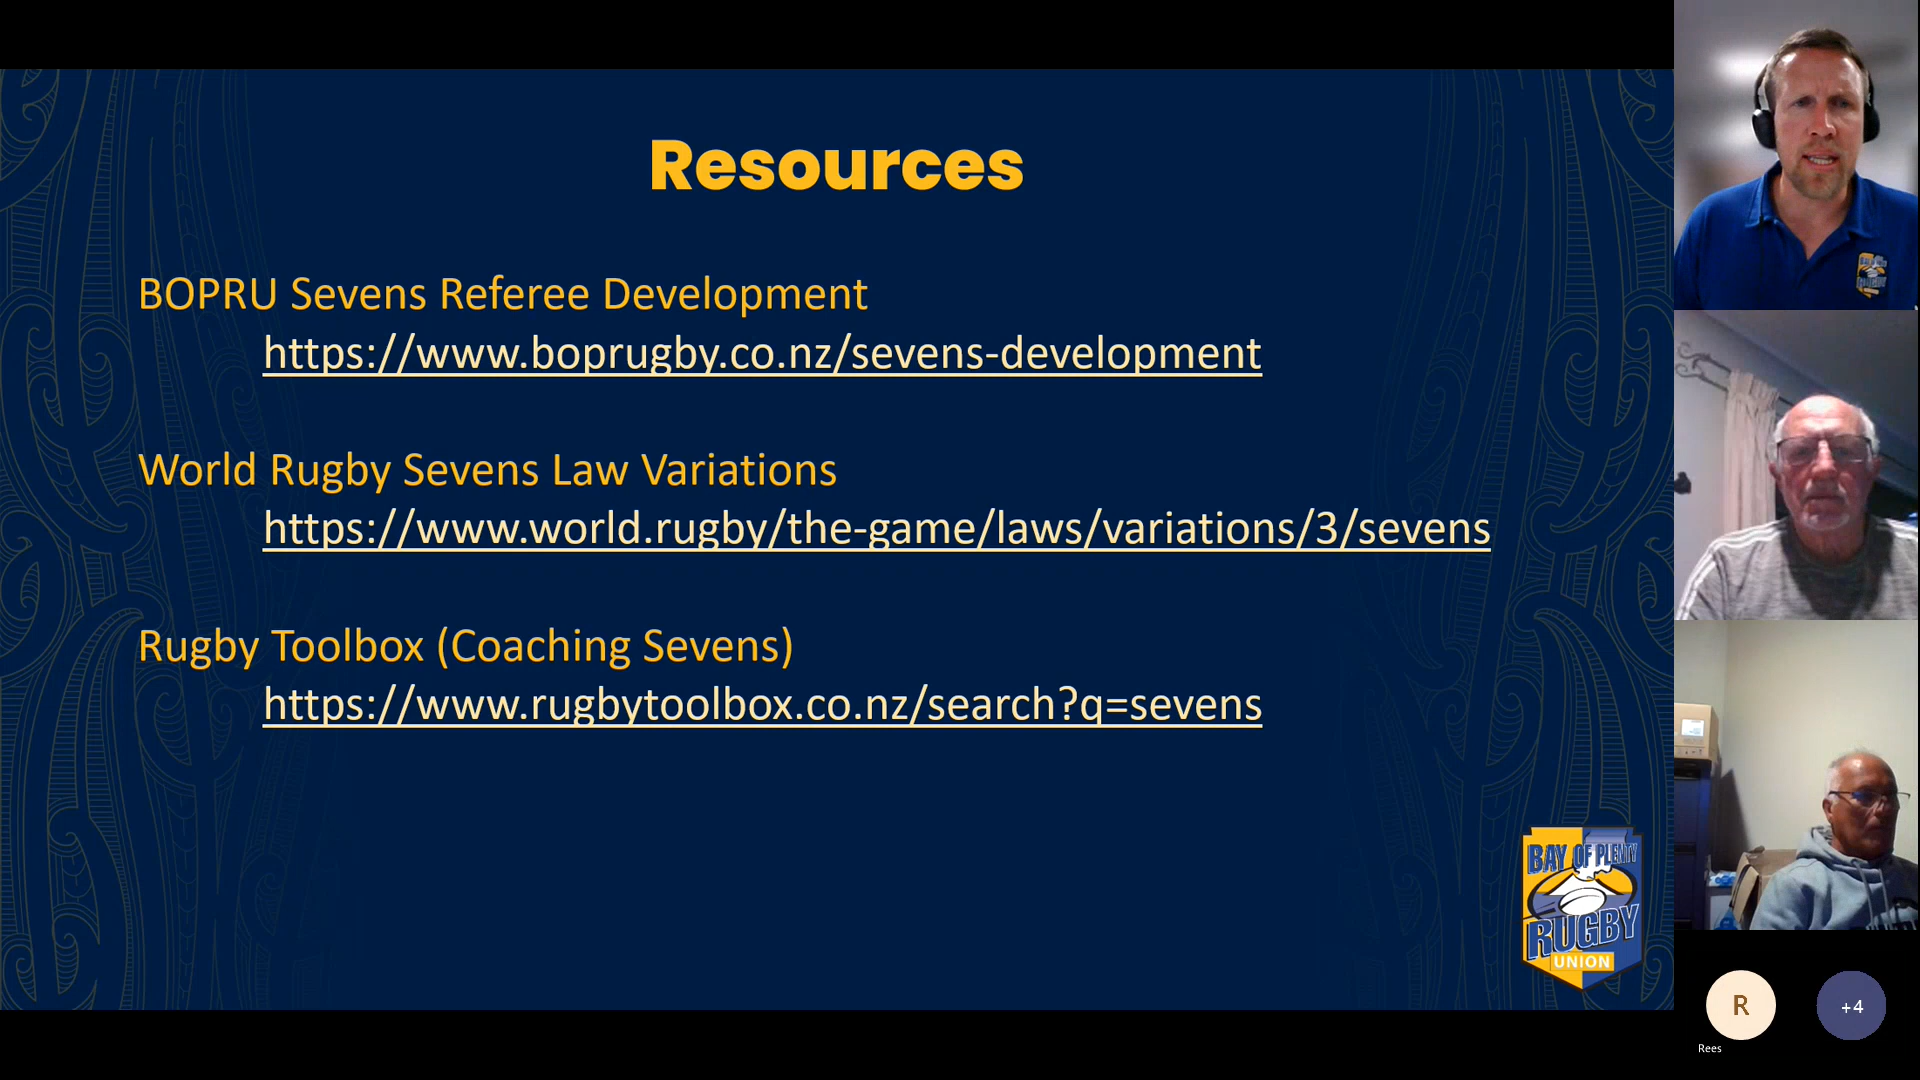 Resources
BOPRU Sevens Referee Development
https://www.boprugby.co.nz/sevens-development
World Rugby Sevens Law Variations
https://www.world.rugby/the-game/laws/variations/3/sevens
Rugby Toolbox (Coaching Sevens)
https://www.rugbytoolbox.co.nz/search?q=sevens
BAY OF PLENTY
RUGBY
UNION
R
+4
Rees